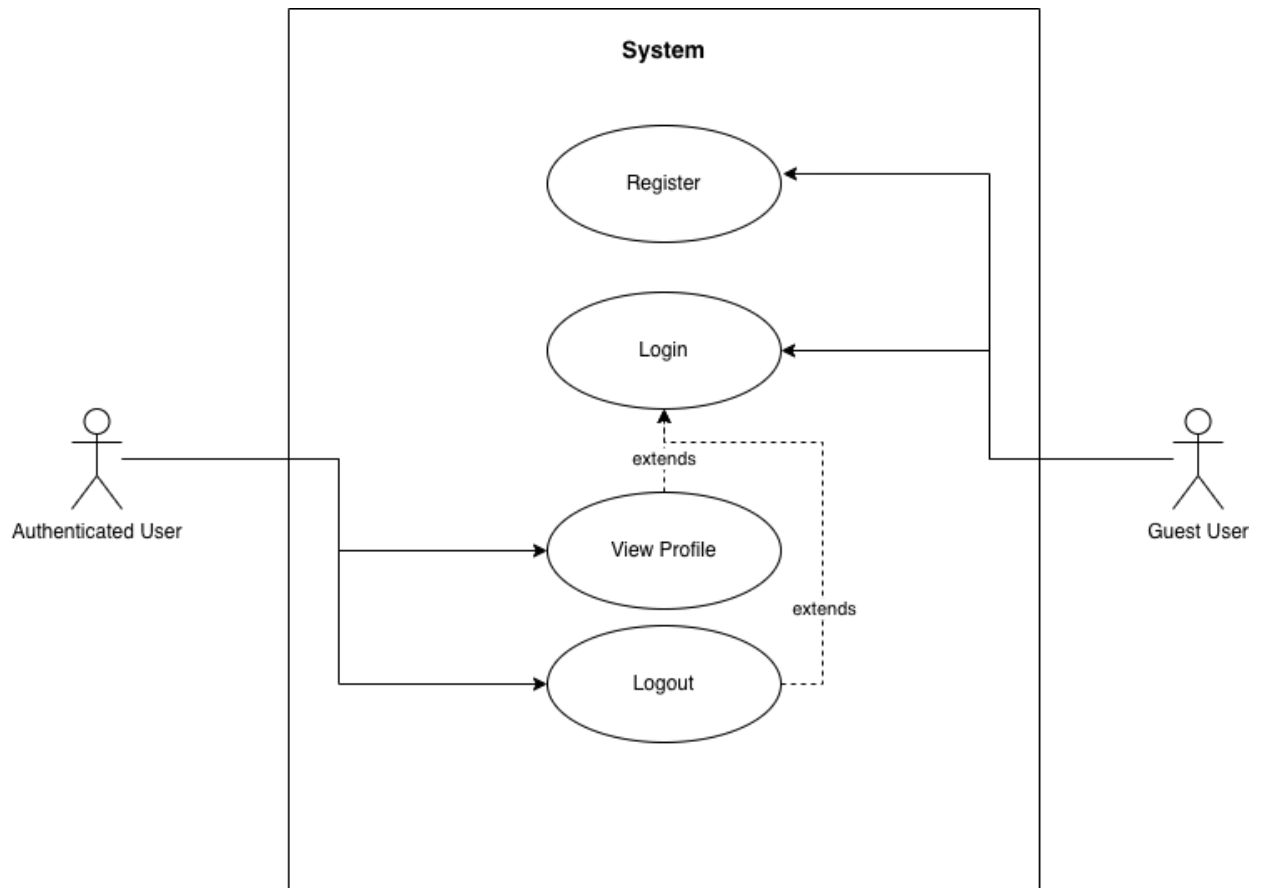 System
Register
Login
extends
Authenticated User
Guest User
View Profile
extends
Logout